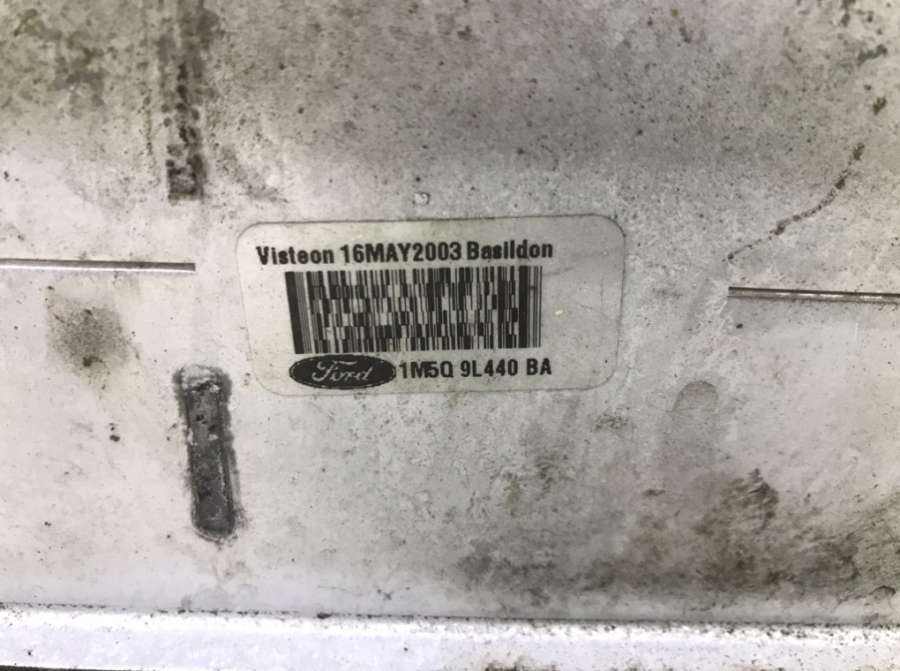 Visteon 16MAY2003 Basildon
Ford 1M5Q 9L440 BA